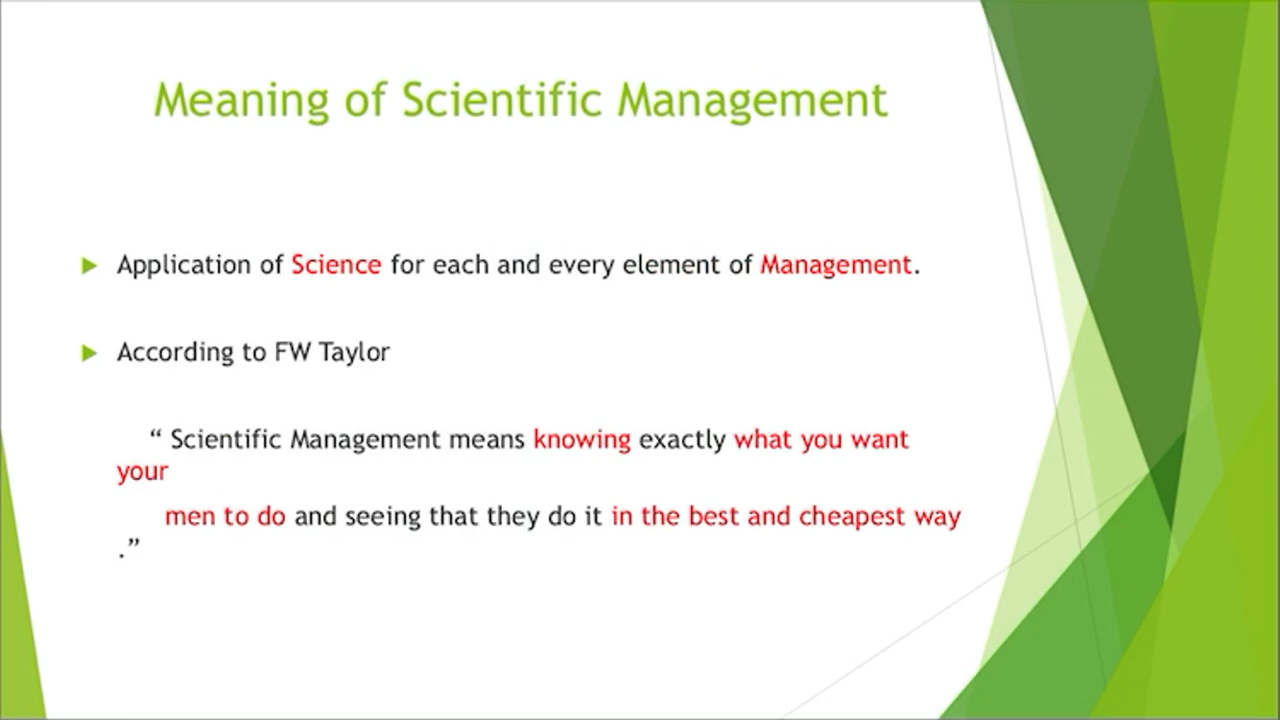 Meaning of Scientific Management
Application of Science for each and every element of Management.
According to FW Taylor
“ Scientific Management means knowing exactly what you want
your
men to do and seeing that they do it in the best and cheapest way
.”